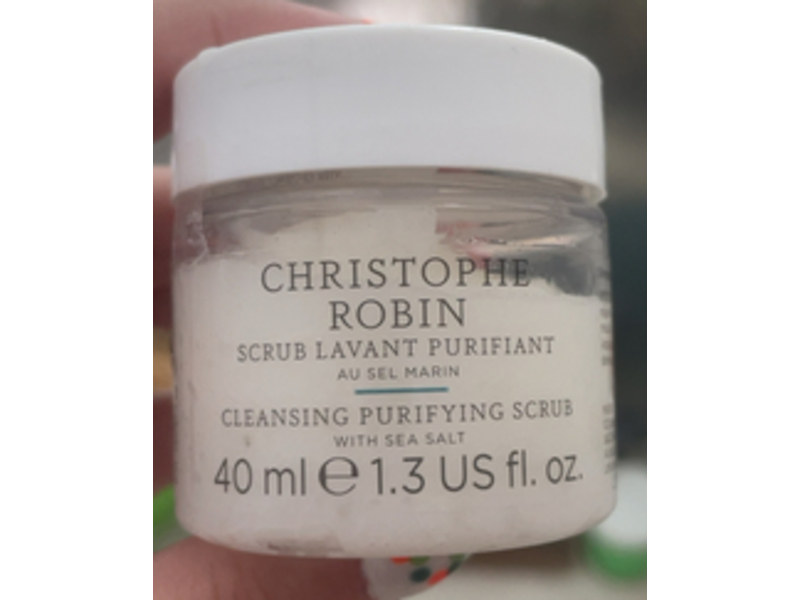 CHRISTOPHE
ROBIN
SCRUB LAVANT PURIFIANT
AU SEL MARIN
CLEANSING PURIFYING SCRUB
WITH SEA SALT
40 ml ℮ 1.3 US fl. oz.